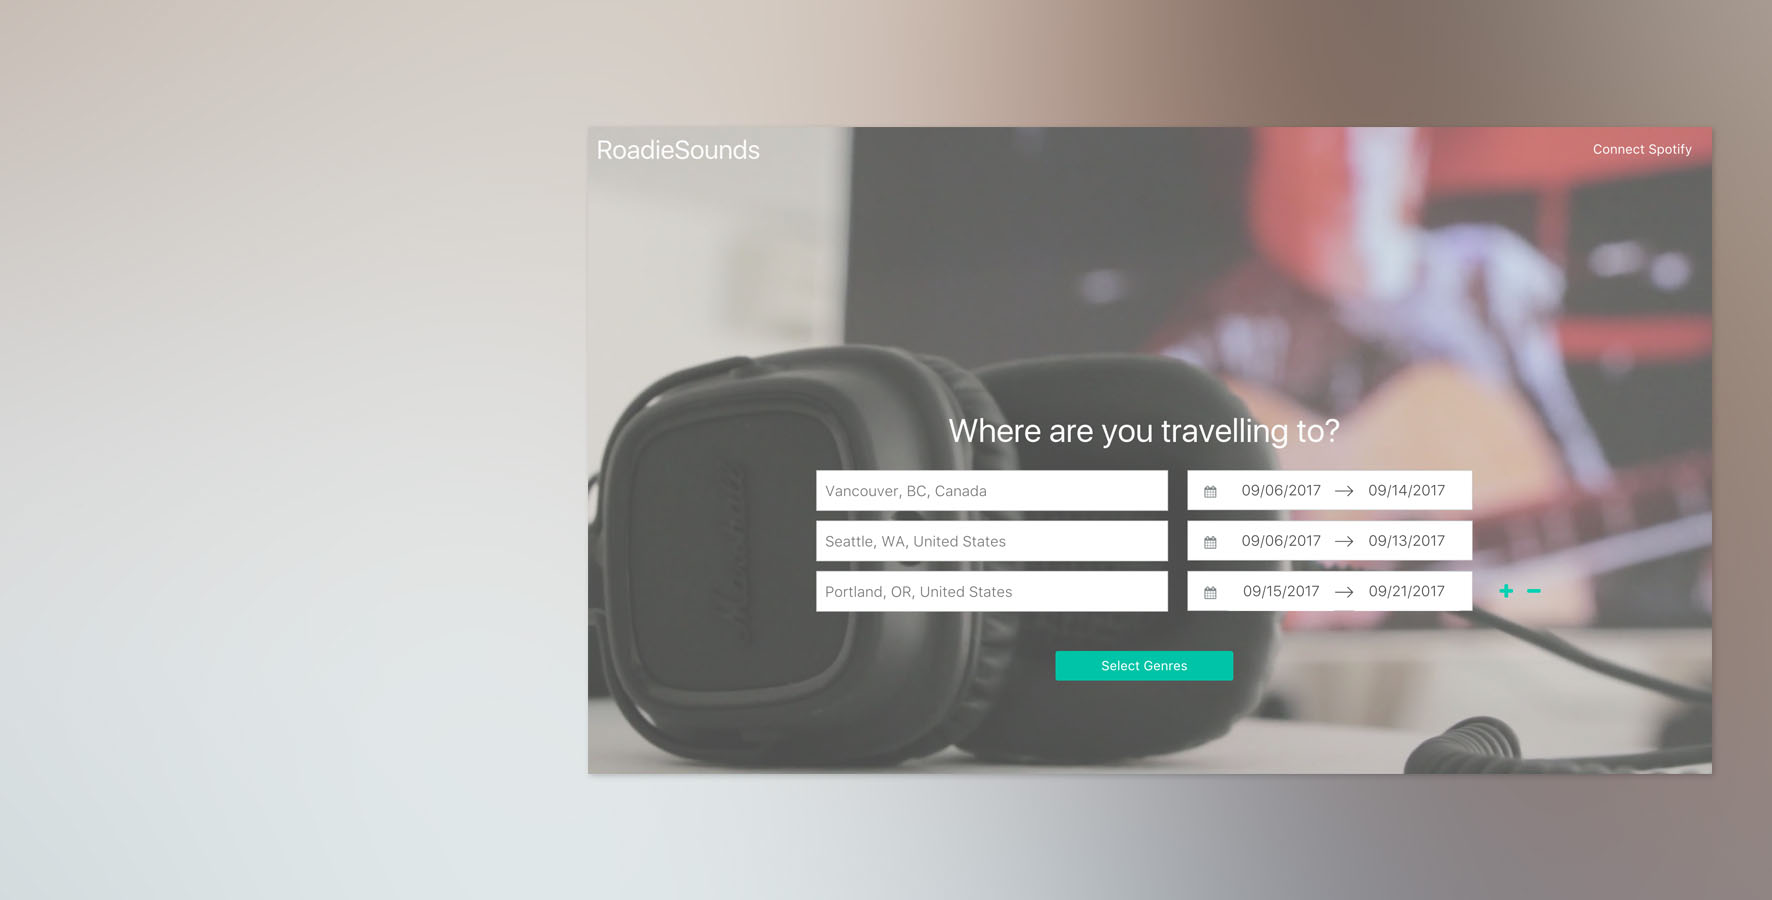 RoadieSounds
Connect Spotify
Where are you travelling to?
Vancouver, BC, Canada
09/06/2017 → 09/14/2017
Seattle, WA, United States
09/06/2017 → 09/13/2017
Portland, OR, United States
09/15/2017 → 09/21/2017
Select Genres
Marshall